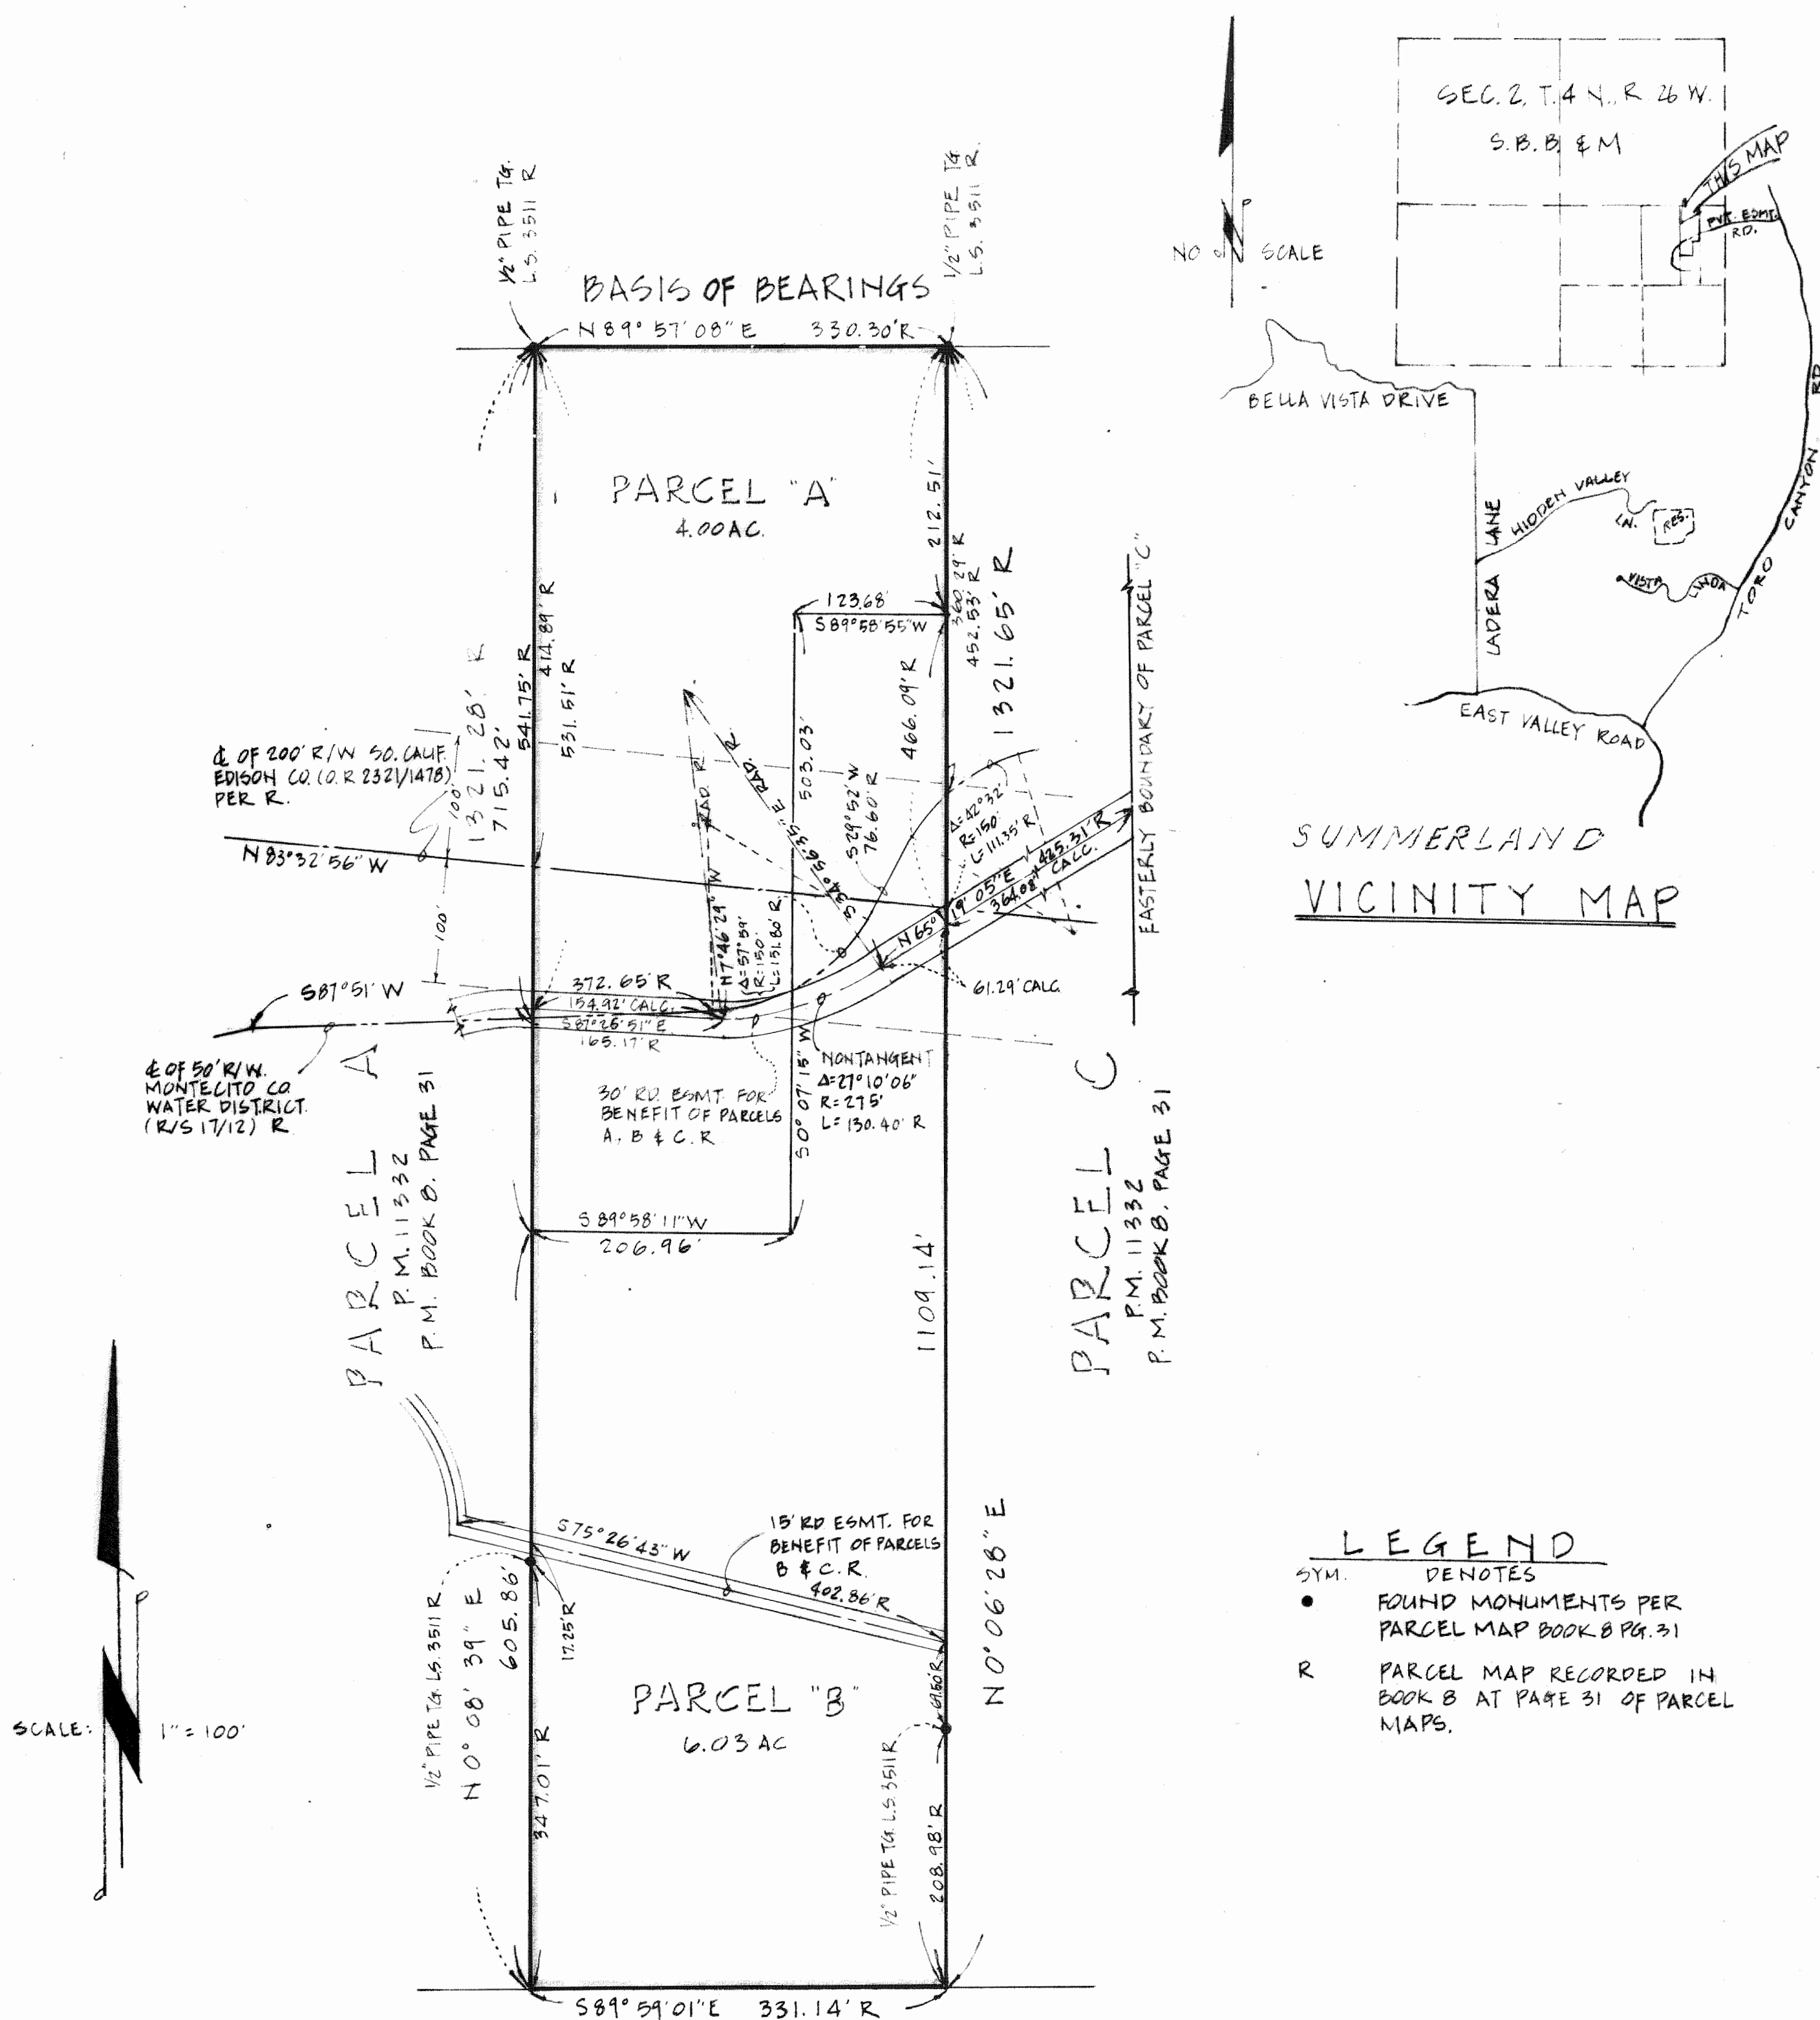 SEC. 2, T. 4 N., R. 26 W.
S. B. B. & M
THIS MAP
PVT. ESMT.
RD.
NO SCALE
N
BELLA VISTA DRIVE
LADERA LANE
HIDDEN VALLEY
LN.
RES.
VISTA LINDA
TORO CANYON RD
EAST VALLEY ROAD
SUMMERLAND
VICINITY MAP
1/2" PIPE TG.
L.S. 3511 R
1/2" PIPE TG.
L.S. 3511 R.
BASIS OF BEARINGS
N 89° 57' 08" E 330.30' R
PARCEL "A"
4.00 AC.
212.51'
360.29' R
452.53' R
1321.65' R
EASTERLY BOUNDARY OF PARCEL "C"
123.68'
S 89° 58' 55" W
414.89' R
541.75' R
531.51' R
1321.28' R
715.42'
466.09' R
503.03'
℄ OF 200' R/W SO. CALIF.
EDISON CO. (O.R 2321/1478)
PER R.
100'
100'
N 83° 32' 56" W
RAD. R.
S 34° 56' 35" E RAD. R.
S 29° 52' W
76.60' R
Δ=42° 32'
R=150'
L=111.35' R
N 65° 19' 05" E 425.31' R
364.08' CALC.
N 7° 46' 29" W
Δ=57° 59'
R=150'
L=151.80' R.
61.29' CALC.
S 87° 51' W
372.65' R
154.92' CALC.
S 87° 26' 51" E
165.17' R
℄ OF 50' R/W.
MONTECITO CO.
WATER DISTRICT.
(R/S 17/12) R
30' RD. ESMT. FOR
BENEFIT OF PARCELS
A, B & C. R
S 0° 07' 15" W
NONTANGENT
Δ=27° 10' 06"
R=275'
L=130.40' R
PARCEL A
P.M. 11332
P.M. BOOK 8. PAGE 31
PARCEL C
P.M. 11332
P.M. BOOK 8, PAGE 31
S 89° 58' 11" W
206.96'
1109.14'
S 75° 26' 43" W
15' RD ESMT. FOR
BENEFIT OF PARCELS
B & C. R.
402.86' R
1/2" PIPE TG. L.S. 3511 R.
N 0° 08' 39" E
605.86'
17.25' R
N 0° 06' 28" E
PARCEL "B"
6.03 AC
347.01' R
1/2" PIPE TG. L.S. 3511 R
208.98' R
S 89° 59' 01" E 331.14' R
SCALE: 1" = 100'
N
LEGEND
SYM. DENOTES
● FOUND MONUMENTS PER
PARCEL MAP BOOK 8 PG. 31
R PARCEL MAP RECORDED IN
BOOK 8 AT PAGE 31 OF PARCEL
MAPS.